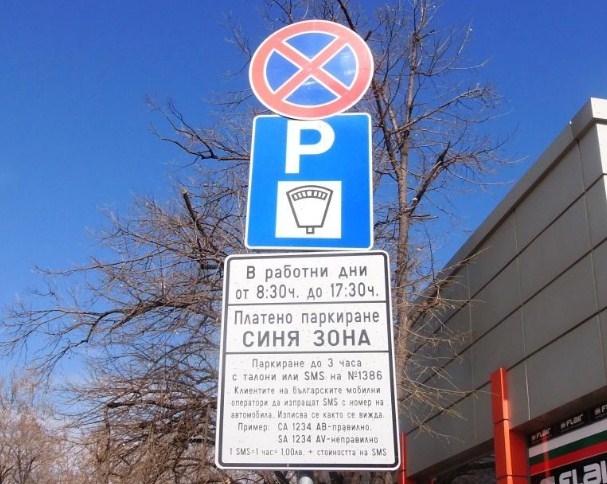 P
В работни дни
от 8:30ч. до 17:30ч.
Платено паркиране
СИНЯ ЗОНА
Паркиране до 3 часа
с талони или SMS на №1386
Клиентите на българските мобилни
оператори да изпращат SMS с номер на
автомобила. Изписва се както се вижда.
Пример: СА 1234 АВ-правилно.
SA 1234 AV-неправилно
1 SMS=1 час= 1,00лв. + стойността на SMS
FLAIR
FLAIR